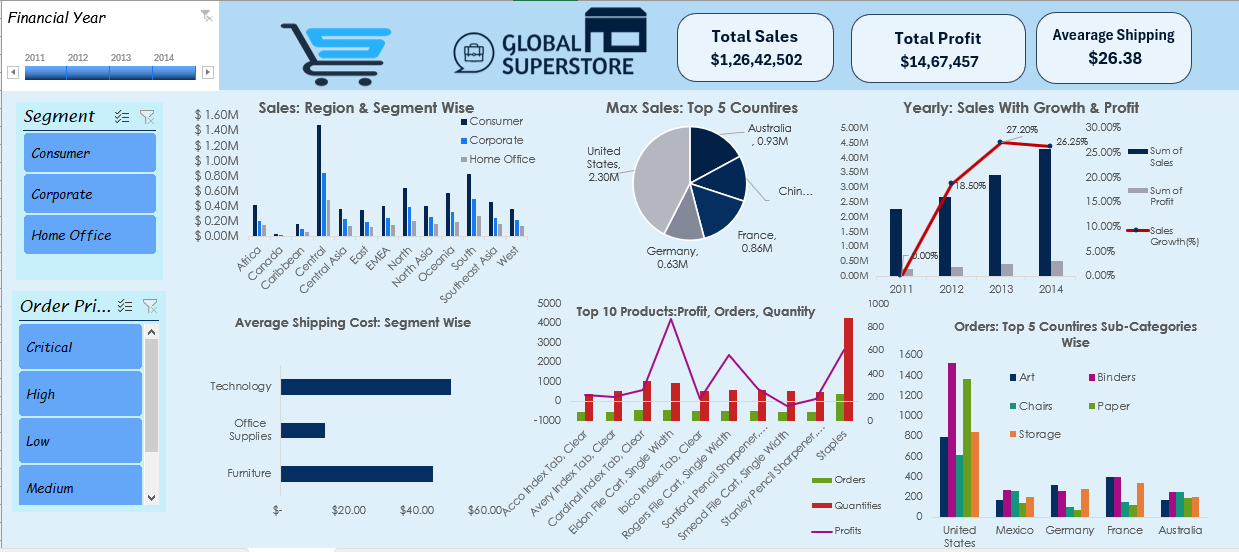 Financial Year
2011 2012 2013 2014
GLOBAL
SUPERSTORE
Total Sales
$1,26,42,502
Total Profit
$14,67,457
Avearage Shipping
$26.38
Segment
Consumer
Corporate
Home Office
Order Pri...
Critical
High
Low
Medium
Sales: Region & Segment Wise
$ 1.60M
$ 1.40M
$ 1.20M
$ 1.00M
$ 0.80M
$ 0.60M
$ 0.40M
$ 0.20M
$ 0.00M
Consumer
Corporate
Home Office
Africa
Canada
Caribbean
Central
Central Asia
East
EMEA
North
North Asia
Oceania
South
Southeast Asia
West
Max Sales: Top 5 Countires
Australia
, 0.93M
Chin...
France,
0.86M
Germany,
0.63M
United
States,
2.30M
Yearly: Sales With Growth & Profit
5.00M
4.50M
4.00M
3.50M
3.00M
2.50M
2.00M
1.50M
1.00M
0.50M
0.00M
0.00%
18.50%
27.20%
26.25%
30.00%
25.00%
20.00%
15.00%
10.00%
5.00%
0.00%
2011 2012 2013 2014
Sum of
Sales
Sum of
Profit
Sales
Growth(%)
Average Shipping Cost: Segment Wise
Technology
Office
Supplies
Furniture
$- $20.00 $40.00 $60.00
Top 10 Products:Profit, Orders, Quantity
5000
4000
3000
2000
1000
0
-1000
1000
800
600
400
200
0
Acco Index Tab, Clear
Avery Index Tab, Clear
Cardinal Index Tab, Clear
Eldon File Cart, Single Width
Ibico Index Tab, Clear
Rogers File Cart, Single Width
Sanford Pencil Sharpener,...
Smead File Cart, Single Width
Stanley Pencil Sharpener,...
Staples
Orders
Quantities
Profits
Orders: Top 5 Countires Sub-Categories
Wise
1600
1400
1200
1000
800
600
400
200
0
Art
Binders
Chairs
Paper
Storage
United
States
Mexico
Germany
France
Australia